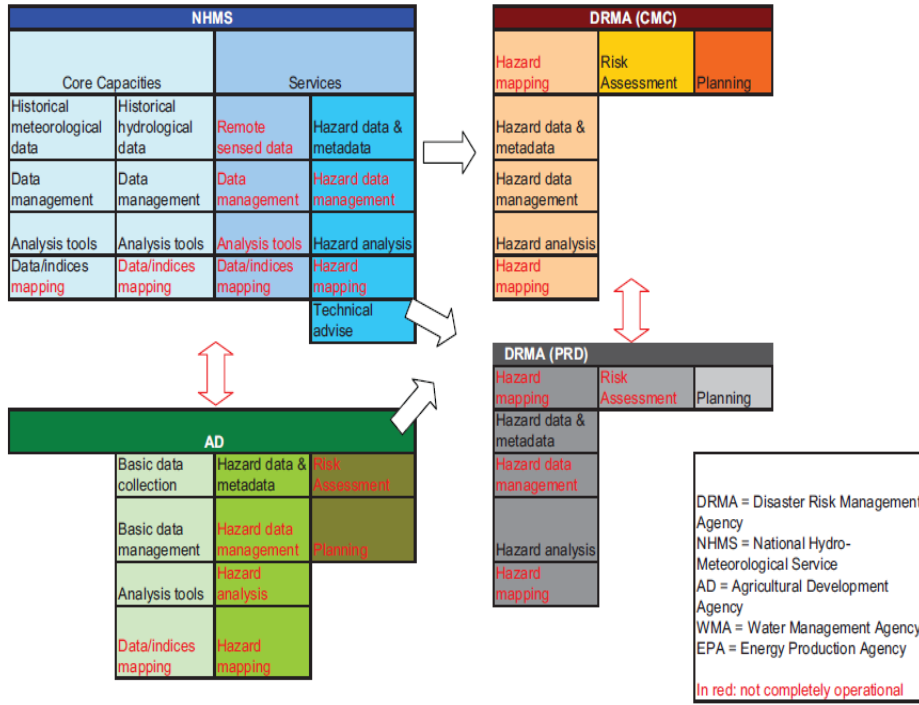 NHMS
Core Capacities
Services
Historical
meteorological
data
Historical
hydrological
data
Remote
sensed data
Hazard data &
metadata
Data
management
Data
management
Data
management
Hazard data
management
Analysis tools
Analysis tools
Analysis tools
Hazard analysis
Data/indices
mapping
Data/indices
mapping
Data/indices
mapping
Hazard
mapping
Technical
advise
DRMA (CMC)
Hazard
mapping
Risk
Assessment
Planning
Hazard data &
metadata
Hazard data
management
Hazard analysis
Hazard
mapping
DRMA (PRD)
Hazard
mapping
Risk
Assessment
Planning
Hazard data &
metadata
Hazard data
management
Hazard analysis
Hazard
mapping
AD
Basic data
collection
Hazard data &
metadata
Risk
Assessment
Basic data
management
Hazard data
management
Planning
Analysis tools
Hazard
analysis
Data/indices
mapping
Hazard
mapping
DRMA = Disaster Risk Management
Agency
NHMS = National Hydro-
Meteorological Service
AD = Agricultural Development
Agency
WMA = Water Management Agency
EPA = Energy Production Agency
In red: not completely operational